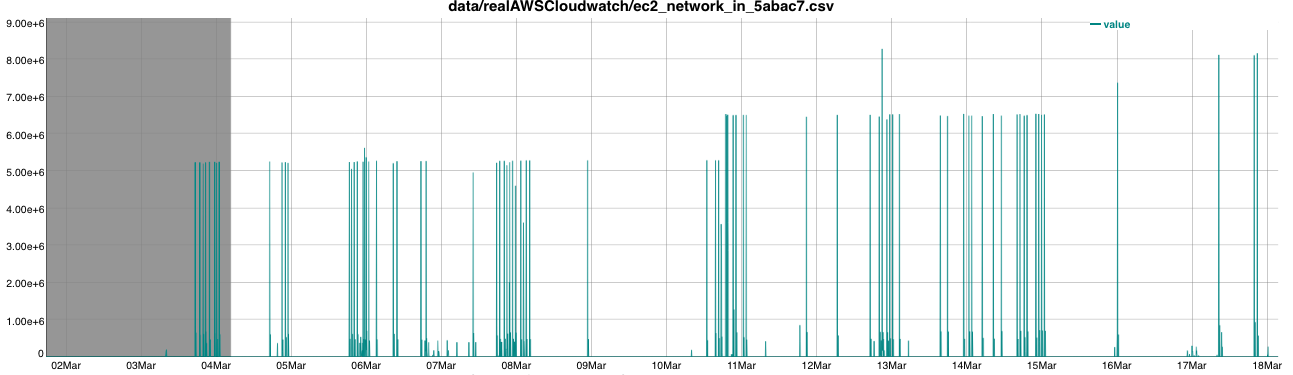 data/realAWSCloudwatch/ec2_network_in_5abac7.csv
9.00e+6
value
8.00e+6
7.00e+6
6.00e+6
5.00e+6
4.00e+6
3.00e+6
2.00e+6
1.00e+6
0
02Mar 03Mar 04Mar 05Mar 06Mar 07Mar 08Mar 09Mar 10Mar 11Mar 12Mar 13Mar 14Mar 15Mar 16Mar 17Mar 18Mar